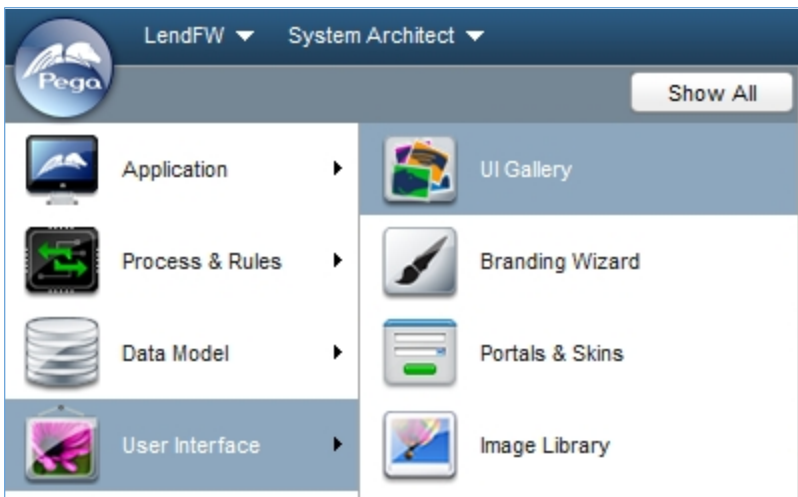 LendFW System Architect
Pega
Show All
Application
Process & Rules
Data Model
User Interface
UI Gallery
Branding Wizard
Portals & Skins
Image Library